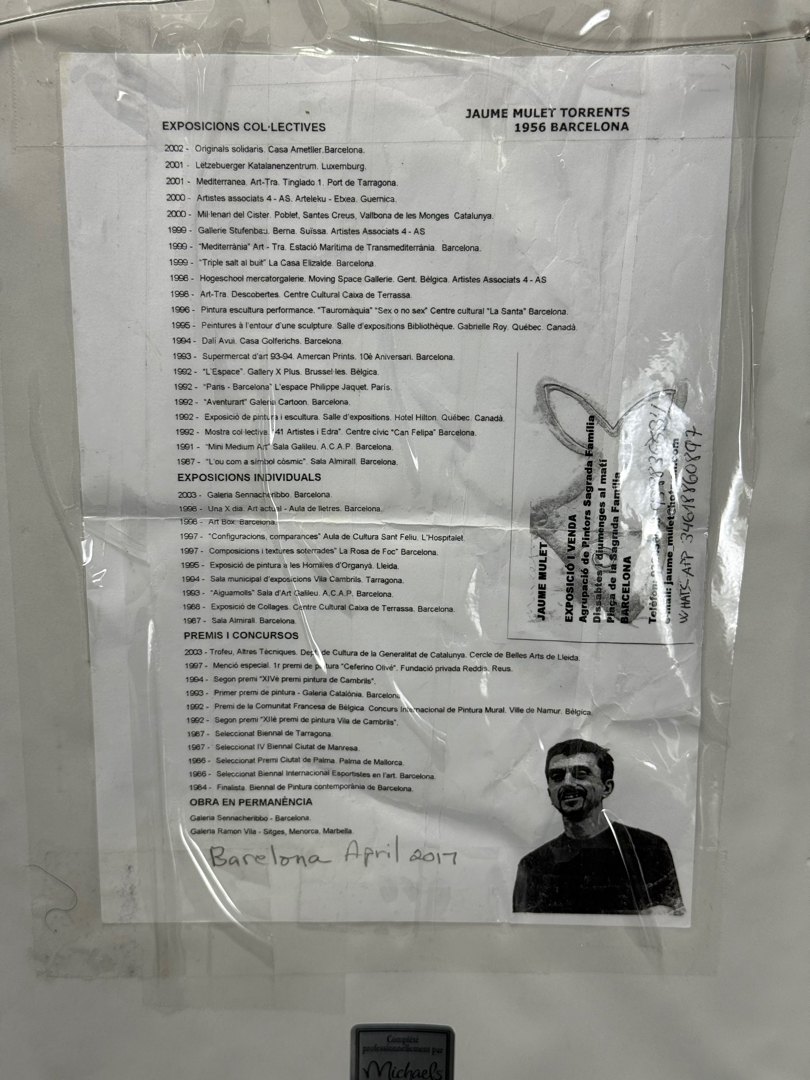 JAUME MULET TORRENTS
1956 BARCELONA
EXPOSICIONS COL·LECTIVES
2002 - Originals solidaris. Casa Ametller.Barcelona.
2001 - Letzebuerger Katalanenzentrum. Luxemburg.
2001 - Mediterranea. Art-Tra. Tinglado 1. Port de Tarragona.
2000 - Artistes associats 4 - AS. Arteleku - Etxea. Guernica.
2000 - Mil·lenari del Cister. Poblet, Santes Creus, Vallbona de les Monges Catalunya.
1999 - Gallerie Stufenbau. Berna. Suïssa. Artistes Associats 4 - AS
1999 - "Mediterrània" Art - Tra. Estació Marítima de Transmediterrània. Barcelona.
1999 - "Triple salt al buit" La Casa Elizalde. Barcelona.
1998 - Hogeschool mercatorgalerie. Moving Space Gallerie. Gent. Bélgica. Artistes Associats 4 - AS
1996 - Art-Tra. Descobertes. Centre Cultural Caixa de Terrassa.
1996 - Pintura escultura performance. "Tauromàquia" "Sex o no sex" Centre cultural "La Santa" Barcelona.
1995 - Peintures à l'entour d'une sculpture. Salle d'expositions Bibliothèque. Gabrielle Roy. Québec. Canadá.
1994 - Dalí Avui. Casa Golferichs. Barcelona.
1993 - Supermercat d'art 93-94. Amercan Prints. 10è Aniversari. Barcelona.
1992 - "L'Espace". Gallery X Plus. Brussel·les. Bèlgica.
1992 - "Paris - Barcelona" L'espace Philippe Jaquet. París.
1992 - "Aventurart" Galeria Cartoon. Barcelona.
1992 - Exposició de pintura i escultura. Salle d'expositions. Hotel Hilton. Québec. Canadá.
1992 - Mostra col·lectiva "41 Artistes i Edra". Centre cívic "Can Felipa" Barcelona.
1991 - "Mini Medium Art" Sala Galileu. A.C.A.P. Barcelona.
1987 - "L'ou com a símbol còsmic". Sala Almirall. Barcelona.
EXPOSICIONS INDIVIDUALS
2003 - Galeria Sennacheribbo. Barcelona.
1998 - Una X dia. Art actual - Aula de lletres. Barcelona.
1998 - Art Box. Barcelona.
1997 - "Configuracions, comparances" Aula de Cultura Sant Feliu. L'Hospitalet.
1997 - Composicions i textures soterrades" La Rosa de Foc" Barcelona.
1995 - Exposició de pintura a les Homilies d'Organyà. Lleida.
1994 - Sala municipal d'exposicions Vila Cambrils. Tarragona.
1993 - "Aiguamolls" Sala d'Art Galileu. A.C.A.P. Barcelona.
1988 - Exposició de Collages. Centre Cultural Caixa de Terrassa. Barcelona.
1987 - Sala Almirall. Barcelona.
PREMIS I CONCURSOS
2003 - Trofeu, Altres Tècniques. Dept. de Cultura de la Generalitat de Catalunya. Cercle de Belles Arts de Lleida.
1997 - Menció especial. 1r premi de pintura "Ceferino Olivé". Fundació privada Reddis. Reus.
1994 - Segon premi "XIVè premi pintura de Cambrils".
1993 - Primer premi de pintura - Galeria Catalònia. Barcelona
1992 - Premi de la Comunitat Francesa de Bélgica. Concurs Internacional de Pintura Mural. Ville de Namur. Bélgica.
1992 - Segon premi "XIIè premi de pintura Vila de Cambrils".
1987 - Seleccionat Biennal de Tarragona.
1987 - Seleccionat IV Biennal Ciutat de Manresa.
1986 - Seleccionat Premi Ciutat de Palma. Palma de Mallorca.
1986 - Seleccionat Biennal Internacional Esportistes en l'art. Barcelona.
1984 - Finalista Biennal de Pintura contemporània de Barcelona.
OBRA EN PERMANÈNCIA
Galeria Sennacheribbo - Barcelona.
Galeria Ramon Vila - Sitges, Menorca, Marbella.
Barcelona April 2017
JAUME MULET
EXPOSICIÓ I VENDA
Agrupació de Pintors Sagrada Família
Dissabtes i diumenges al matí
Plaça de la Sagrada Família
BARCELONA
Telèfon:
e-mail: jaume_mulet@hotmail.com
WHATS-APP 34618860897
Complété
professionnellement par
Michaels